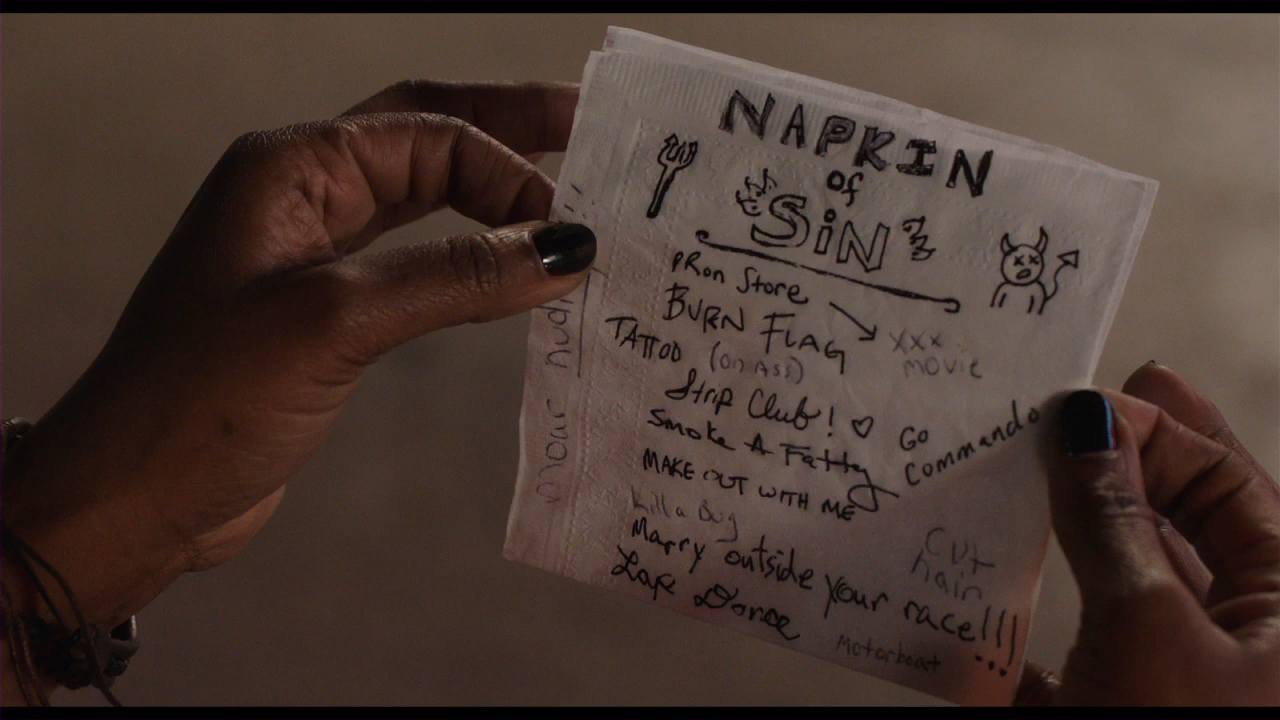 NAPKIN
of
SiN
pRon Store
BURN FLAG
xxx
movie
TATTOO (on Ass)
Strip Club! ♡
Go
Commando
Smoke A Fatty
MAKE OUT WITH ME
Kill a Bug
Cut
hair
Marry outside your race!!!
Lap Dance
Motorboat
moar